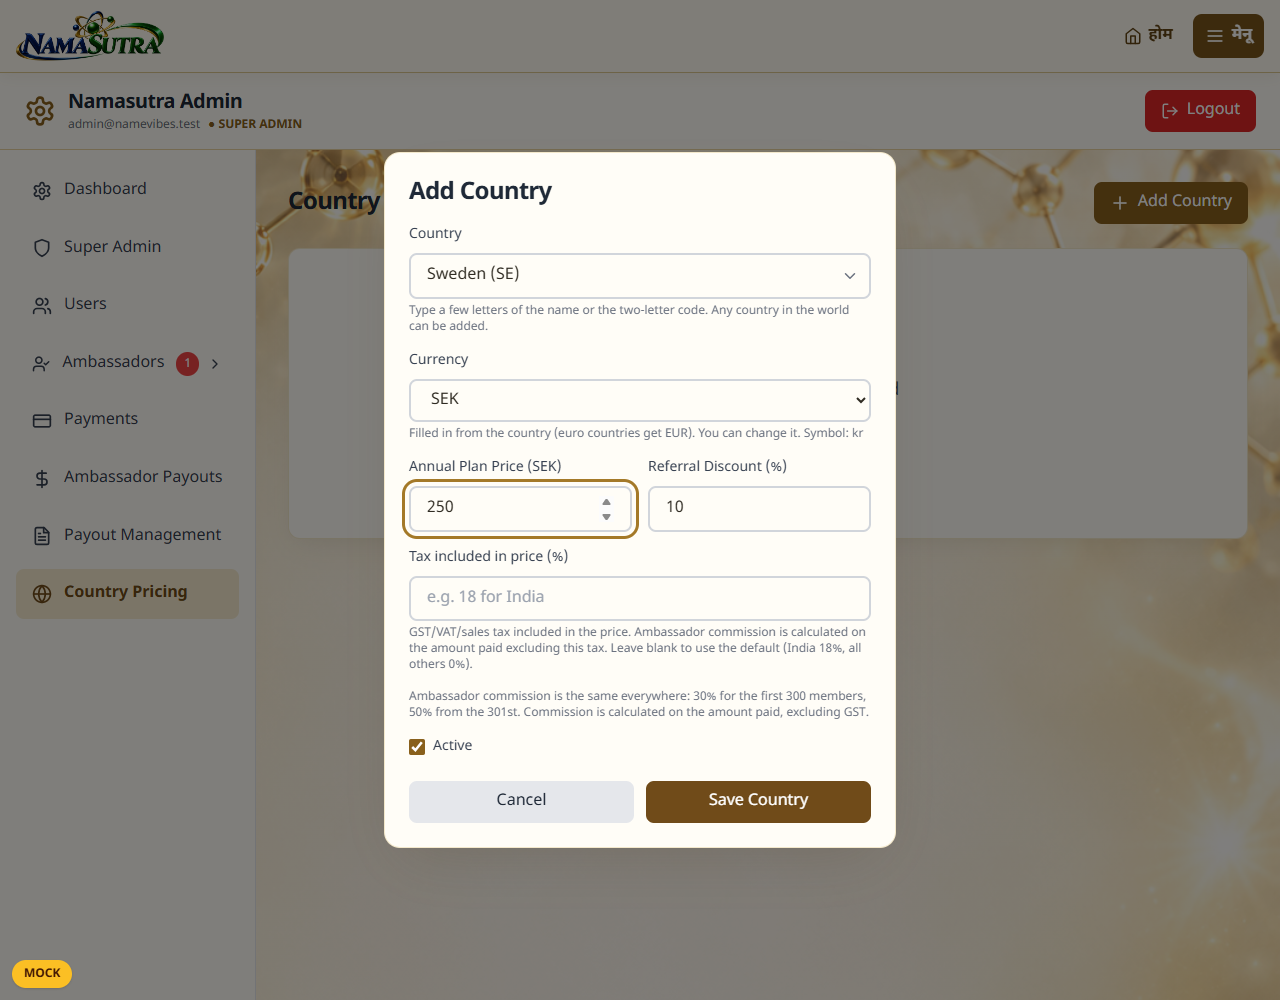 NAMASUTRA
होम
मेनू
Namasutra Admin
admin@namevibes.test ● SUPER ADMIN
Logout
Dashboard
Super Admin
Users
Ambassadors 1
Payments
Ambassador Payouts
Payout Management
Country Pricing
Country
Add Country
Add Country
Country
Sweden (SE)
Type a few letters of the name or the two-letter code. Any country in the world
can be added.
Currency
SEK
Filled in from the country (euro countries get EUR). You can change it. Symbol: kr
Annual Plan Price (SEK) Referral Discount (%)
250 10
Tax included in price (%)
e.g. 18 for India
GST/VAT/sales tax included in the price. Ambassador commission is calculated on
the amount paid excluding this tax. Leave blank to use the default (India 18%, all
others 0%).
Ambassador commission is the same everywhere: 30% for the first 300 members,
50% from the 301st. Commission is calculated on the amount paid, excluding GST.
Active
Cancel Save Country
MOCK